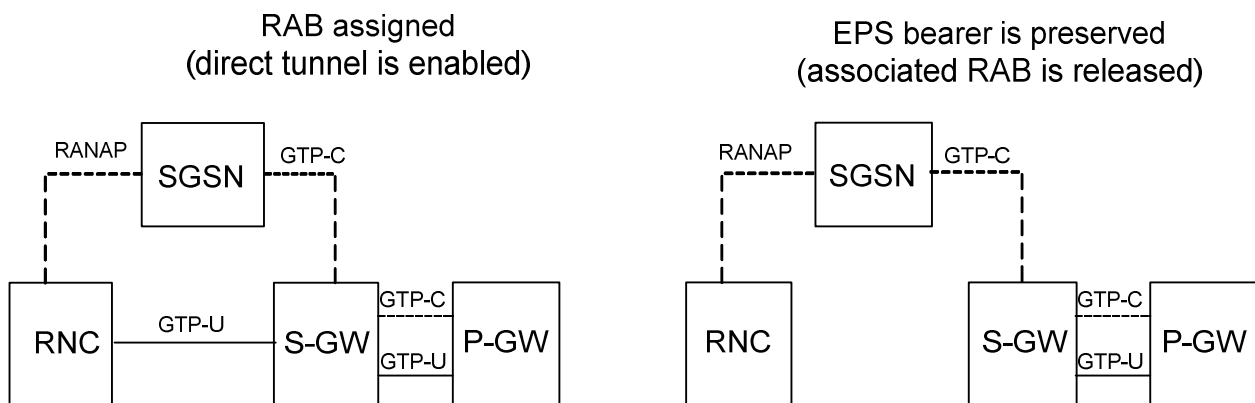 RAB assigned
(direct tunnel is enabled)
RANAP
SGSN
GTP-C
RNC
GTP-U
S-GW
GTP-C
GTP-U
P-GW
EPS bearer is preserved
(associated RAB is released)
RANAP
SGSN
GTP-C
RNC
S-GW
GTP-C
GTP-U
P-GW